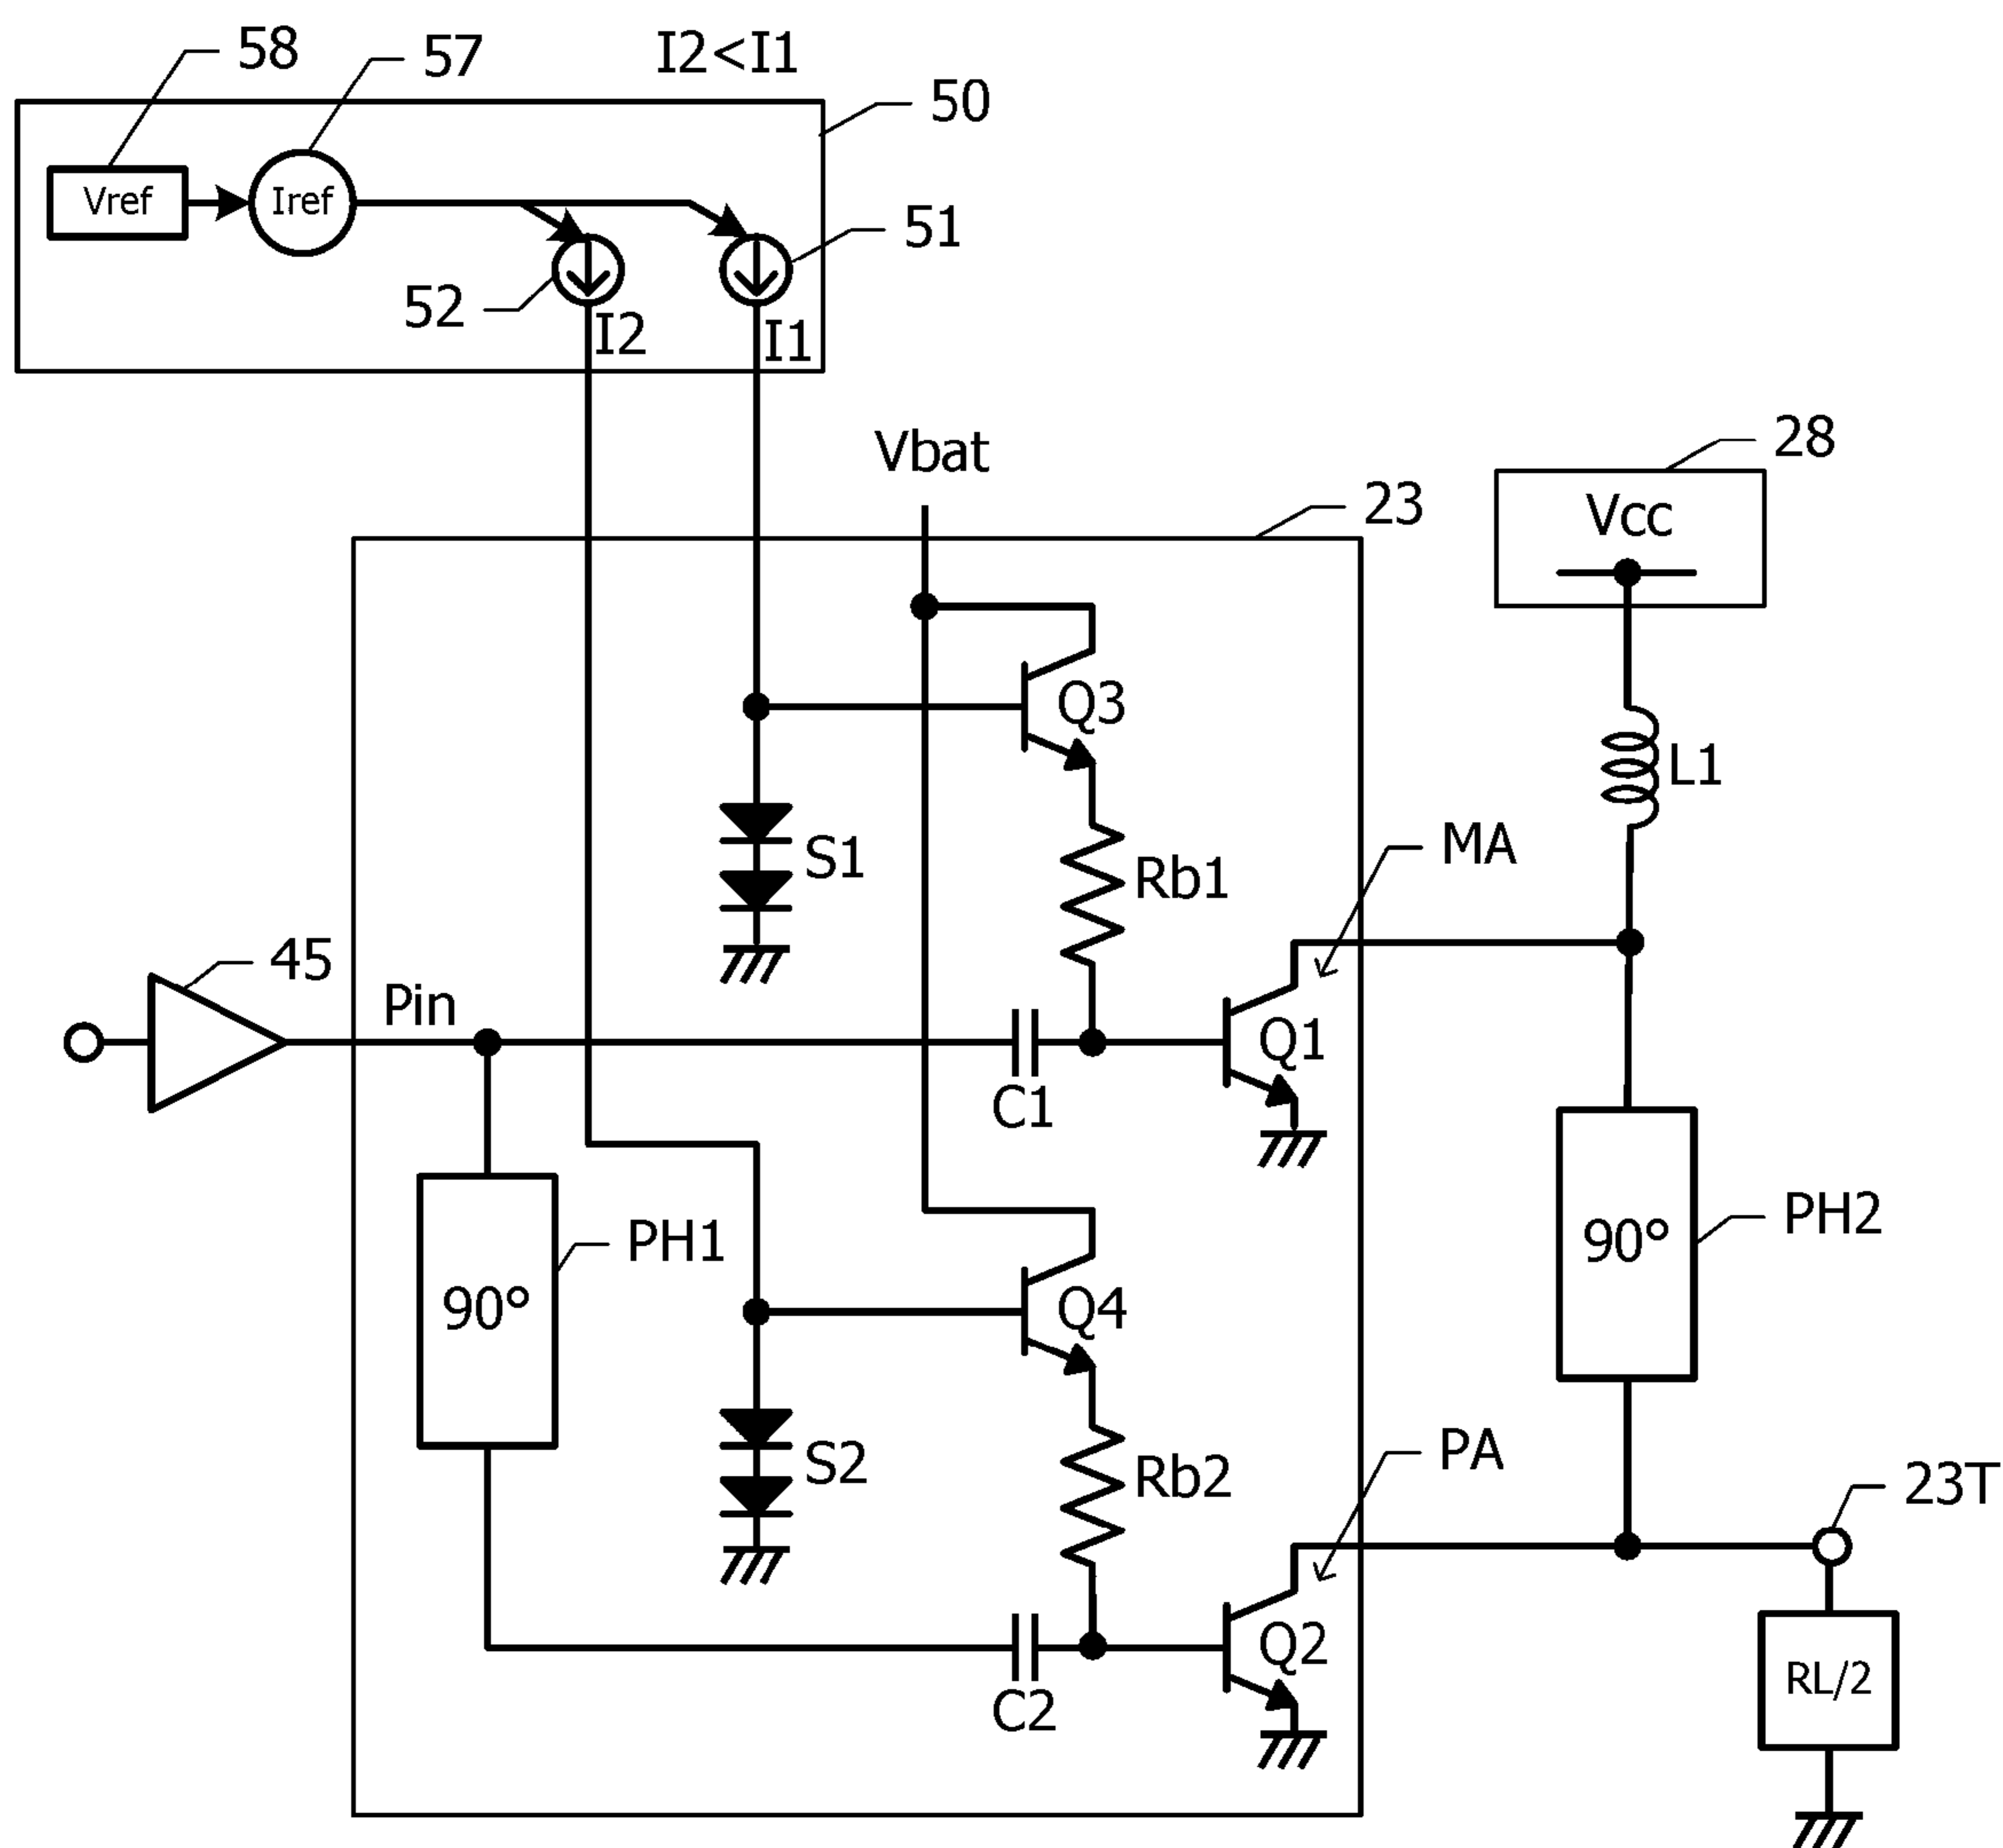 58
57
I2<I1
50
Vref
Iref
51
52
I2
I1
Vbat
28
Vcc
23
Q3
L1
S1
Rb1
MA
45
Pin
Q1
C1
PH1
90°
PH2
90°
Q4
S2
Rb2
PA
23T
Q2
C2
RL/2